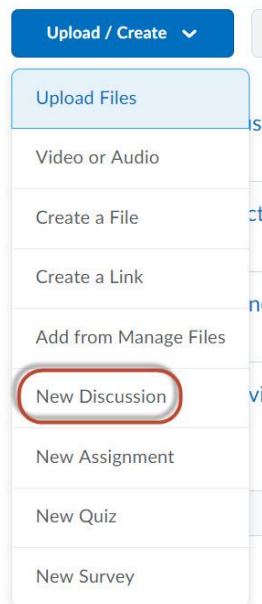 Upload / Create
Upload Files
Video or Audio
Create a File
Create a Link
Add from Manage Files
New Discussion
New Assignment
New Quiz
New Survey